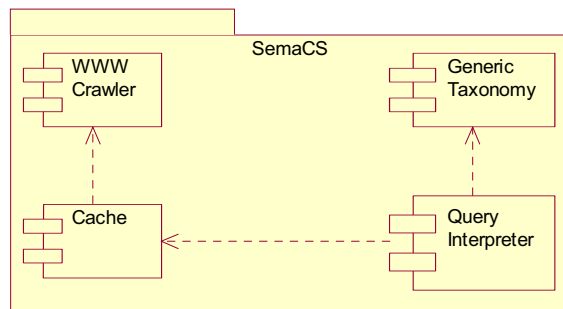 SemaCS
WWW
Crawler
Generic
Taxonomy
Cache
Query
Interpreter